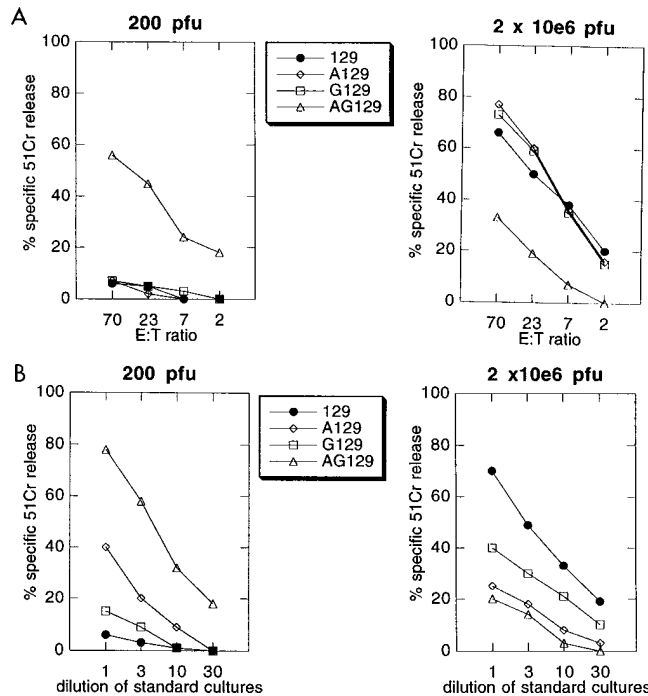 A
200 pfu
2 x 10e6 pfu
129
A129
G129
AG129
% specific 51Cr release
100
80
60
40
20
0
70 23 7 2
E:T ratio
% specific 51Cr release
100
80
60
40
20
0
70 23 7 2
E:T ratio
B
200 pfu
2 x10e6 pfu
129
A129
G129
AG129
% specific 51Cr release
100
80
60
40
20
0
1 3 10 30
dilution of standard cultures
% specific 51Cr release
100
80
60
40
20
0
1 3 10 30
dilution of standard cultures